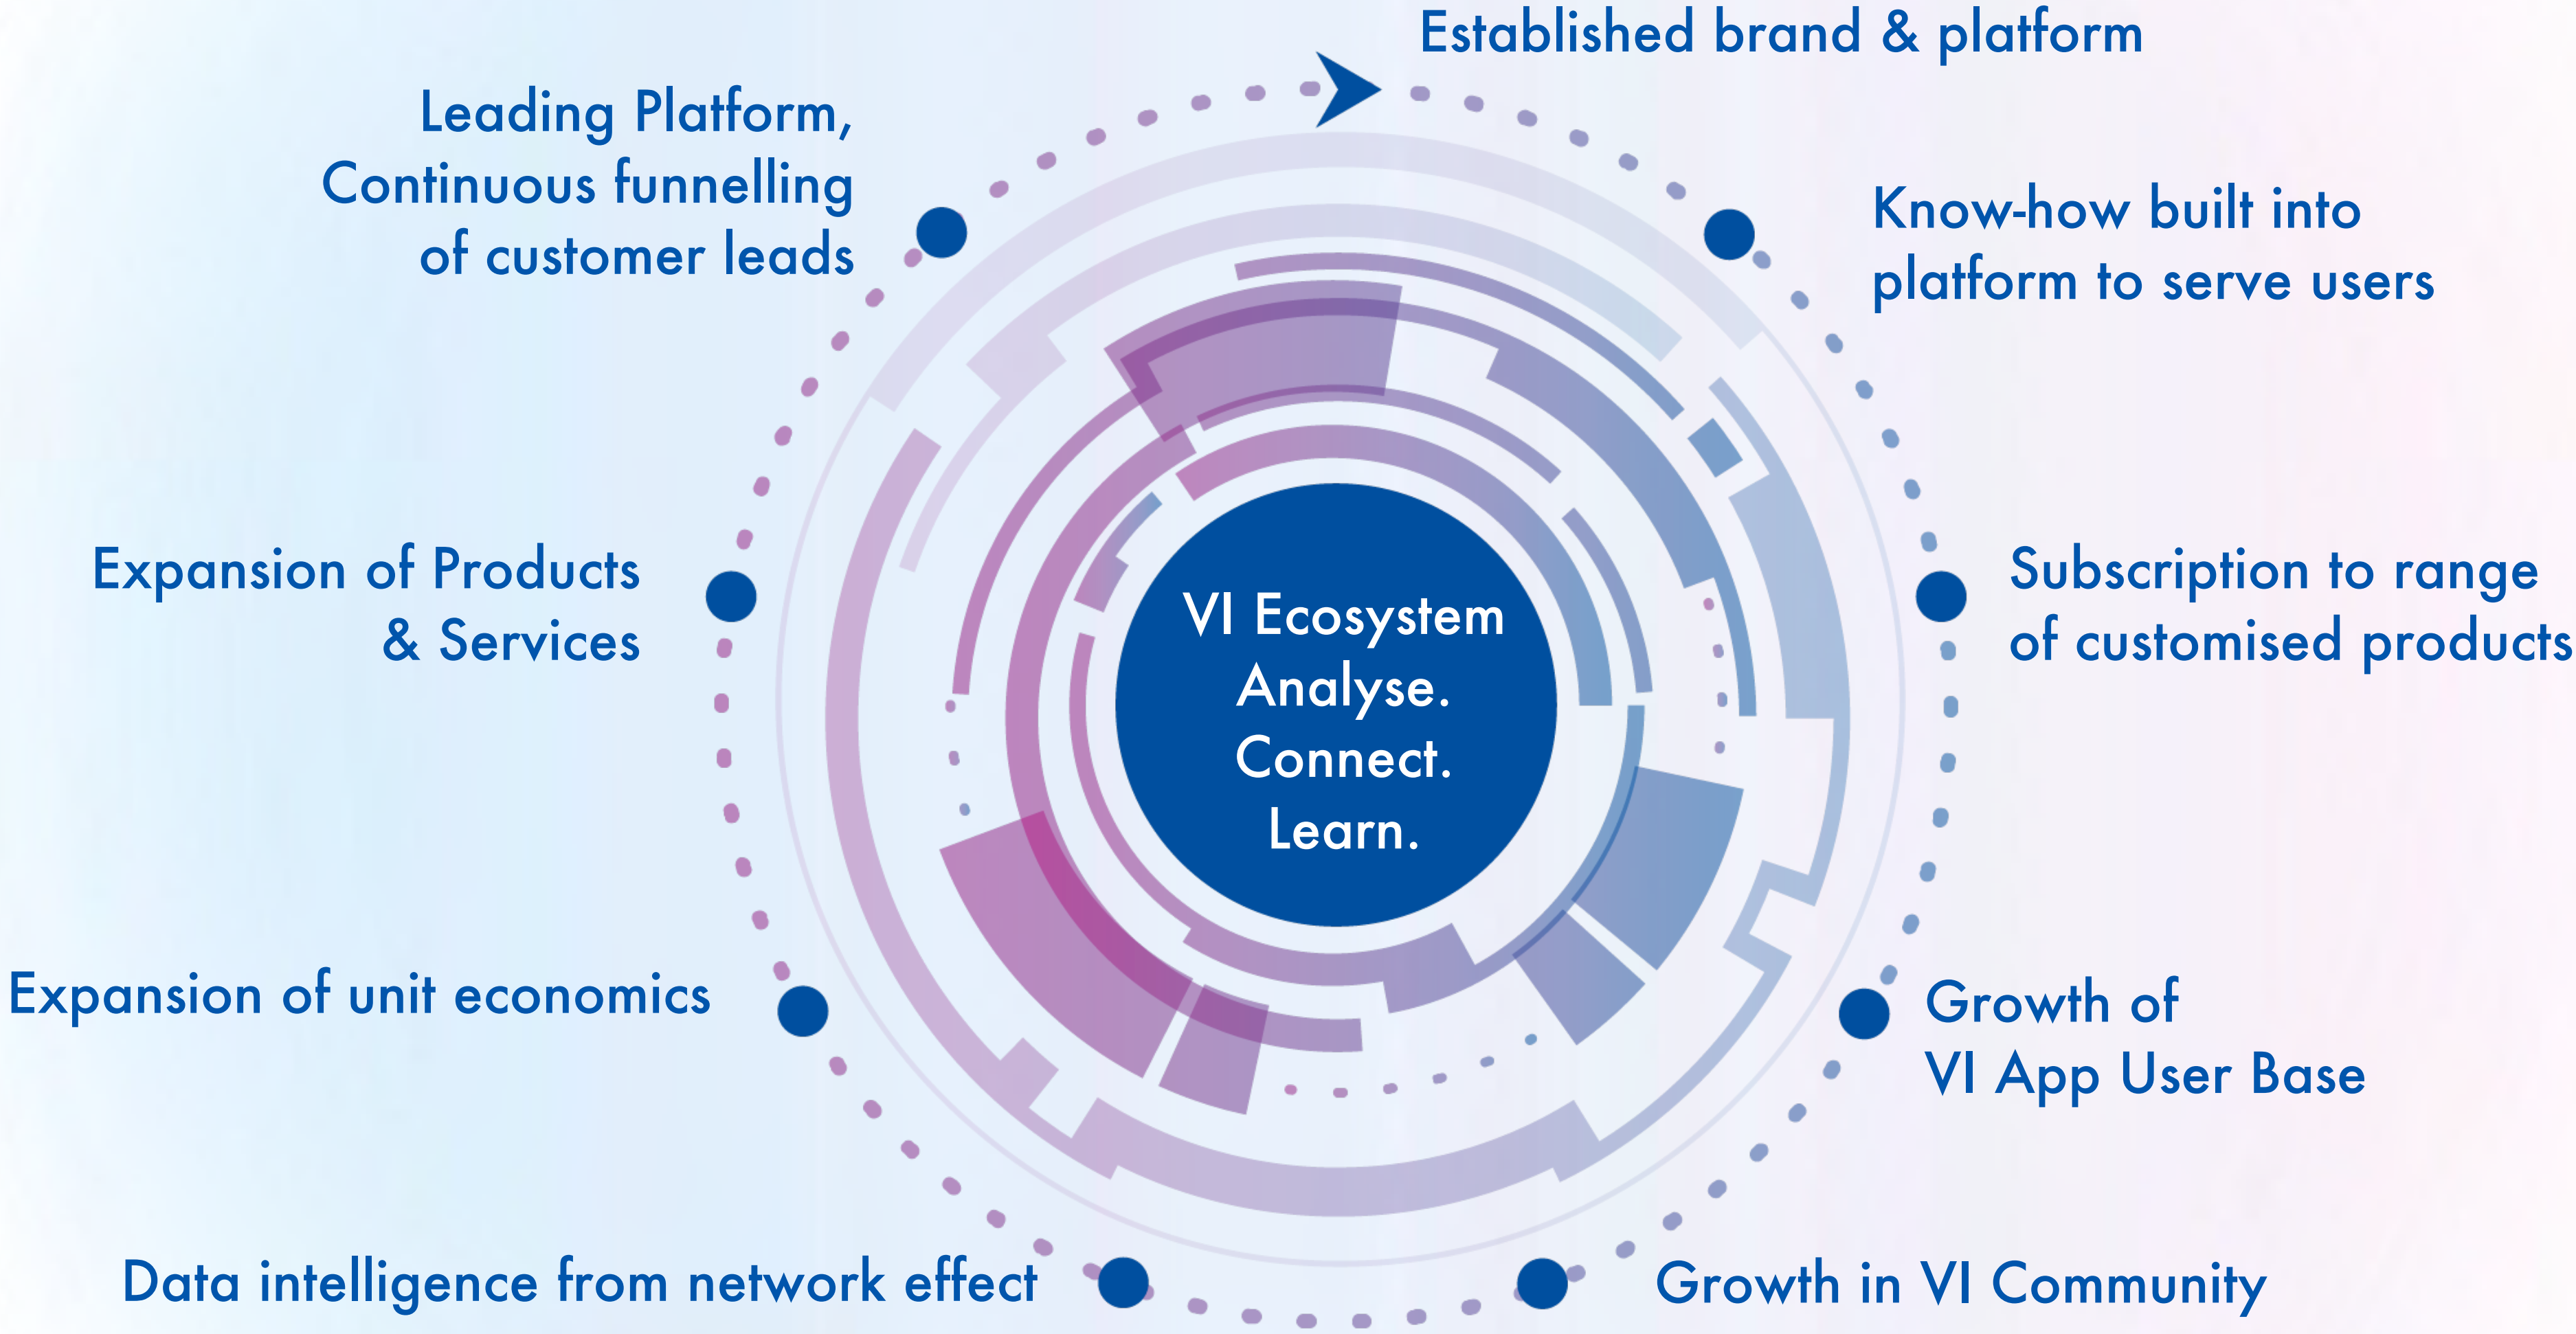 Established brand & platform
Know-how built into
platform to serve users
Subscription to range
of customised products
Growth of
VI App User Base
Growth in VI Community
Data intelligence from network effect
Expansion of unit economics
Expansion of Products
& Services
Leading Platform,
Continuous funnelling
of customer leads
VI Ecosystem
Analyse.
Connect.
Learn.